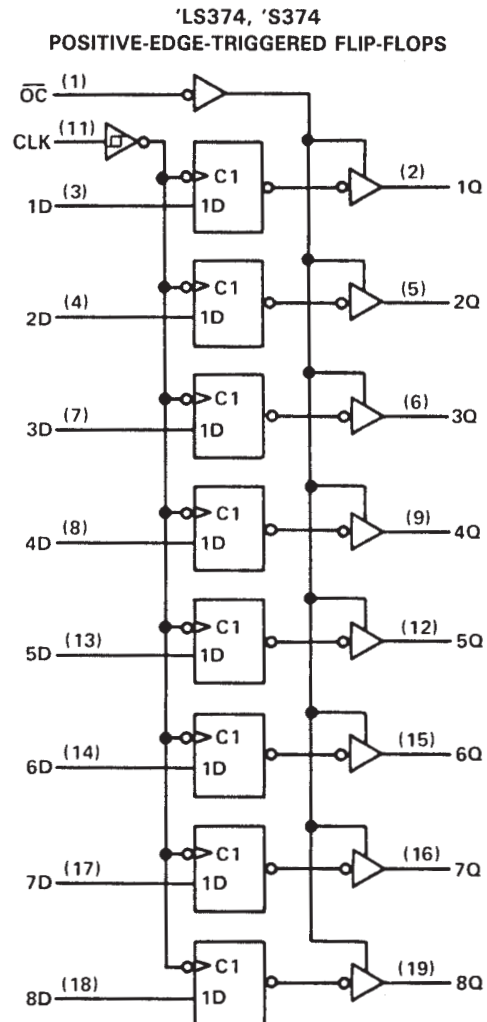 'LS374, 'S374
POSITIVE-EDGE-TRIGGERED FLIP-FLOPS
OC (1)
CLK (11)
C1
1D (3) 1D (2) 1Q
C1
2D (4) 1D (5) 2Q
C1
3D (7) 1D (6) 3Q
C1
4D (8) 1D (9) 4Q
C1
5D (13) 1D (12) 5Q
C1
6D (14) 1D (15) 6Q
C1
7D (17) 1D (16) 7Q
C1
8D (18) 1D (19) 8Q